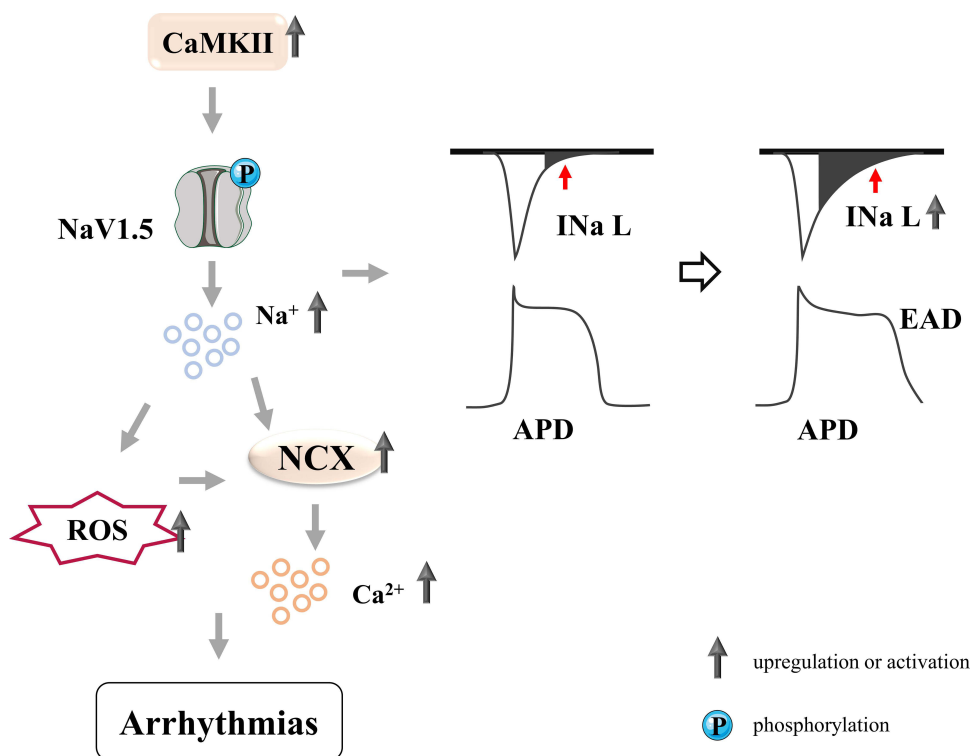 CaMKII
P
NaV1.5
Na⁺
INa L
INa L
EAD
APD
APD
NCX
ROS
Ca²⁺
Arrhythmias
upregulation or activation
P phosphorylation